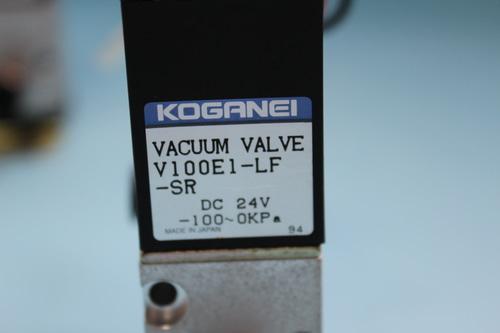 KOGANEI
VACUUM VALVE
V100E1-LF
-SR
DC 24V
-100~0KPa
MADE IN JAPAN 94